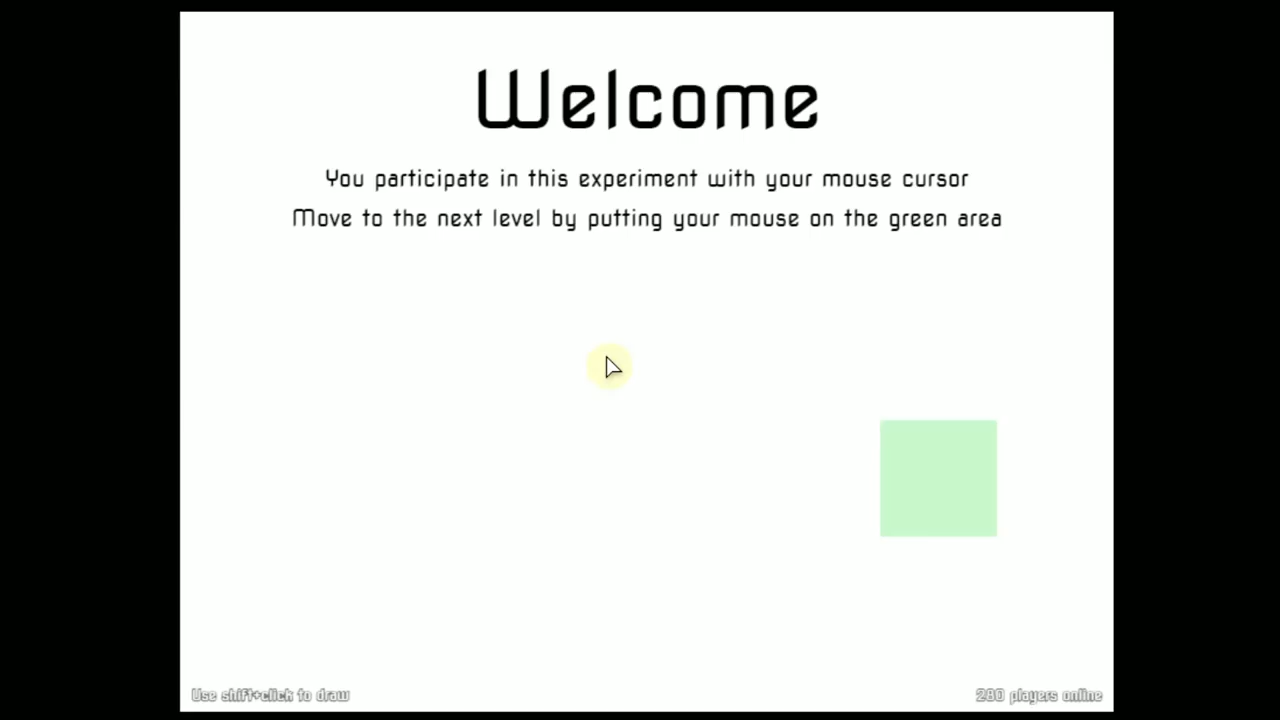 Welcome
You participate in this experiment with your mouse cursor
Move to the next level by putting your mouse on the green area
Use shift+click to draw
280 players online